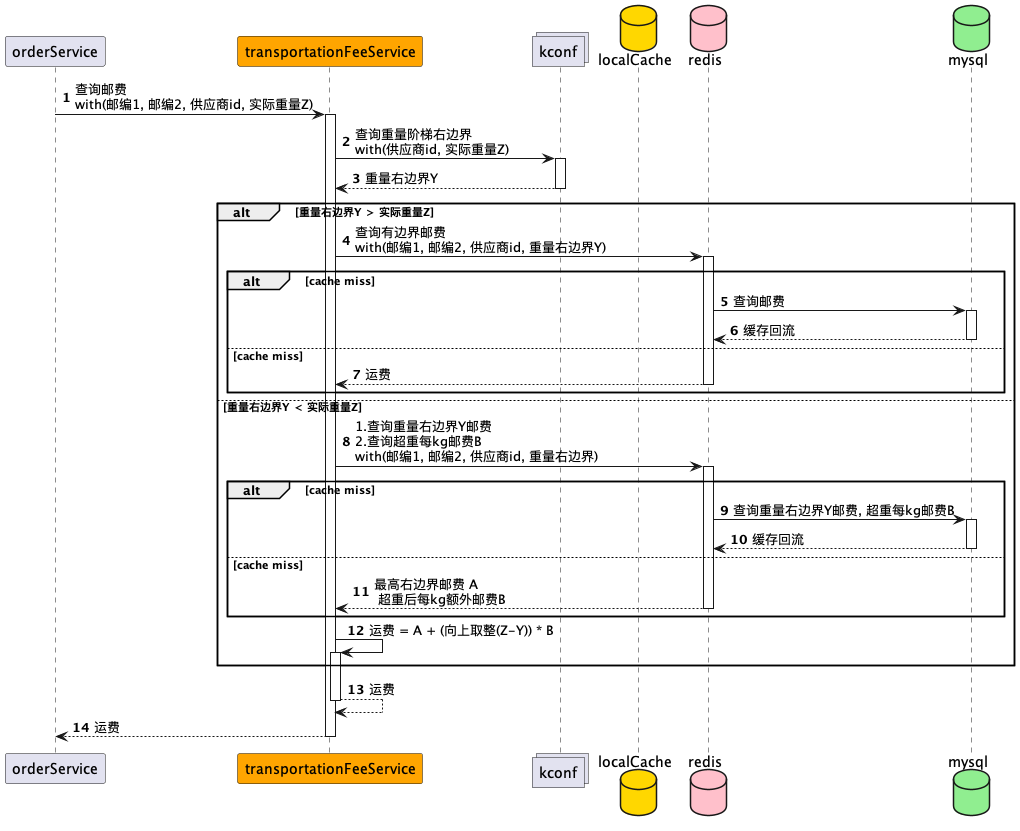 orderService
transportationFeeService
kconf
localCache
redis
mysql
1 查询邮费
with(邮编1, 邮编2, 供应商id, 实际重量Z)
2 查询重量阶梯右边界
with(供应商id, 实际重量Z)
3 重量右边界Y
alt [重量右边界Y > 实际重量Z]
4 查询有边界邮费
with(邮编1, 邮编2, 供应商id, 重量右边界Y)
alt [cache miss]
5 查询邮费
6 缓存回流
[cache miss]
7 运费
[重量右边界Y < 实际重量Z]
8 1.查询重量右边界Y邮费
2.查询超重每kg邮费B
with(邮编1, 邮编2, 供应商id, 重量右边界)
alt [cache miss]
9 查询重量右边界Y邮费, 超重每kg邮费B
10 缓存回流
[cache miss]
11 最高右边界邮费 A
超重后每kg额外邮费B
12 运费 = A + (向上取整(Z-Y)) * B
13 运费
14 运费
orderService
transportationFeeService
kconf
localCache
redis
mysql